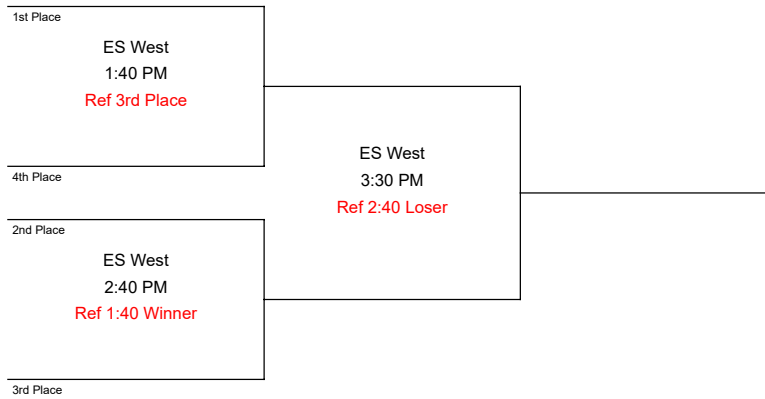 1st Place
ES West
1:40 PM
Ref 3rd Place
4th Place
ES West
3:30 PM
Ref 2:40 Loser
2nd Place
ES West
2:40 PM
Ref 1:40 Winner
3rd Place